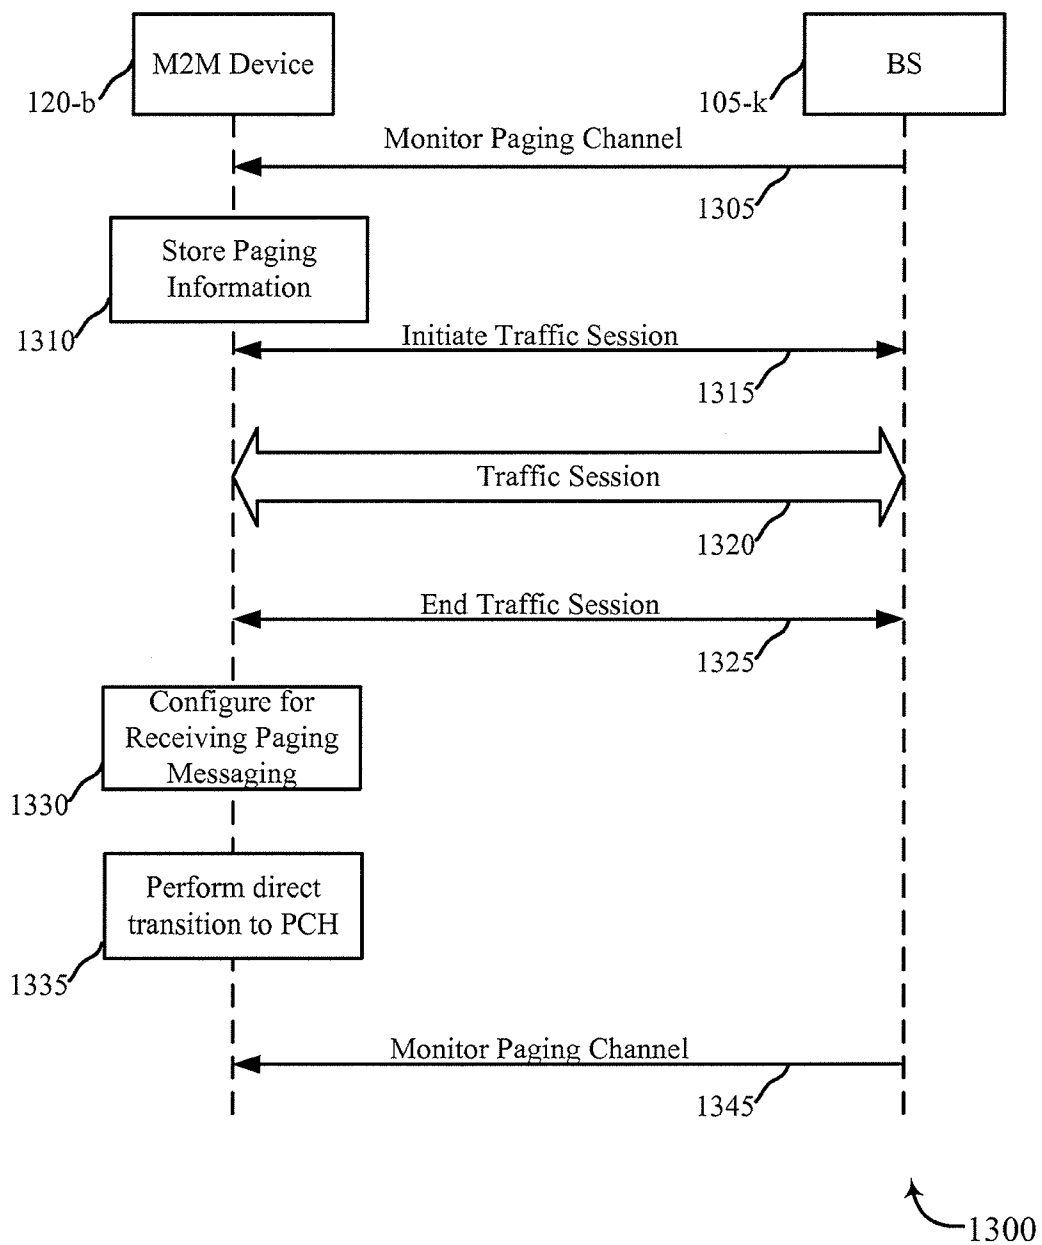 M2M Device
BS
120-b
105-k
Monitor Paging Channel
1305
Store Paging
Information
1310
Initiate Traffic Session
1315
Traffic Session
1320
End Traffic Session
1325
Configure for
Receiving Paging
Messaging
1330
Perform direct
transition to PCH
1335
Monitor Paging Channel
1345
1300